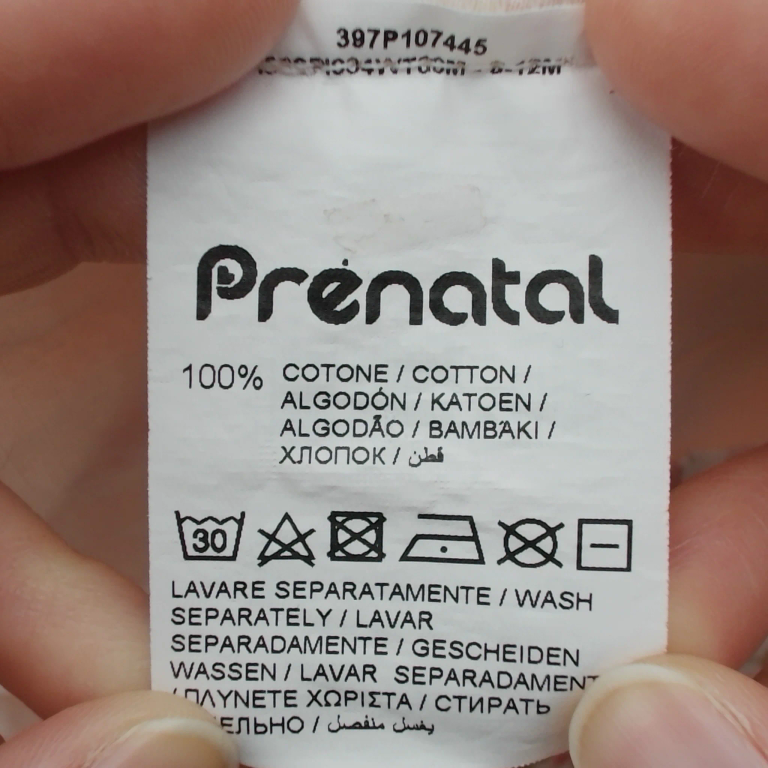 397P107445
Prénatal
100% COTONE / COTTON /
ALGODÓN / KATOEN /
ALGODÃO / ΒΑΜΒΆΚΙ /
ХЛОПОК / قطن
30
LAVARE SEPARATAMENTE / WASH
SEPARATELY / LAVAR
SEPARADAMENTE / GESCHEIDEN
WASSEN / LAVAR SEPARADAMENT
/ ΠΛΥΝΕΤΕ ΧΩΡΙΣΤΑ / СТИРАТЬ
ЕЛЬНО / يغسل منفصل